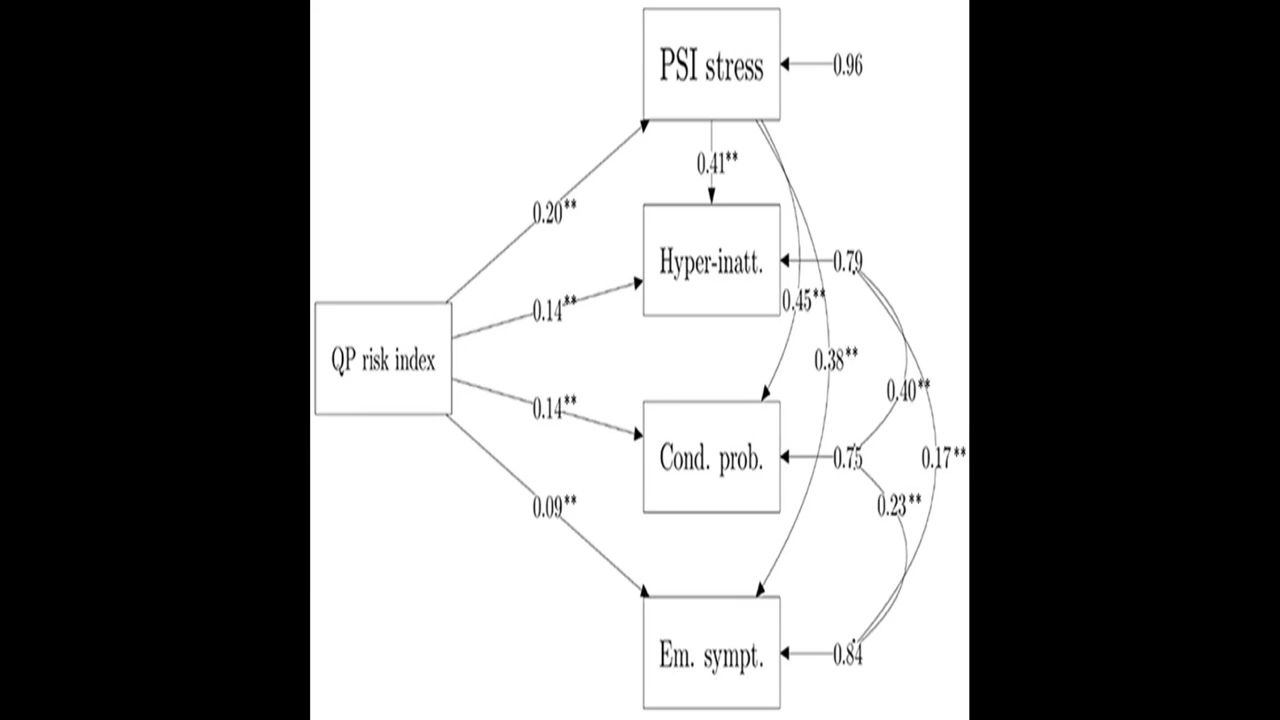 PSI stress
0.96
0.41**
0.20**
Hyper-inatt.
0.79
0.14**
0.45**
QP risk index
0.38**
0.40**
0.14**
Cond. prob.
0.75
0.17**
0.23**
0.09**
Em. sympt.
0.84